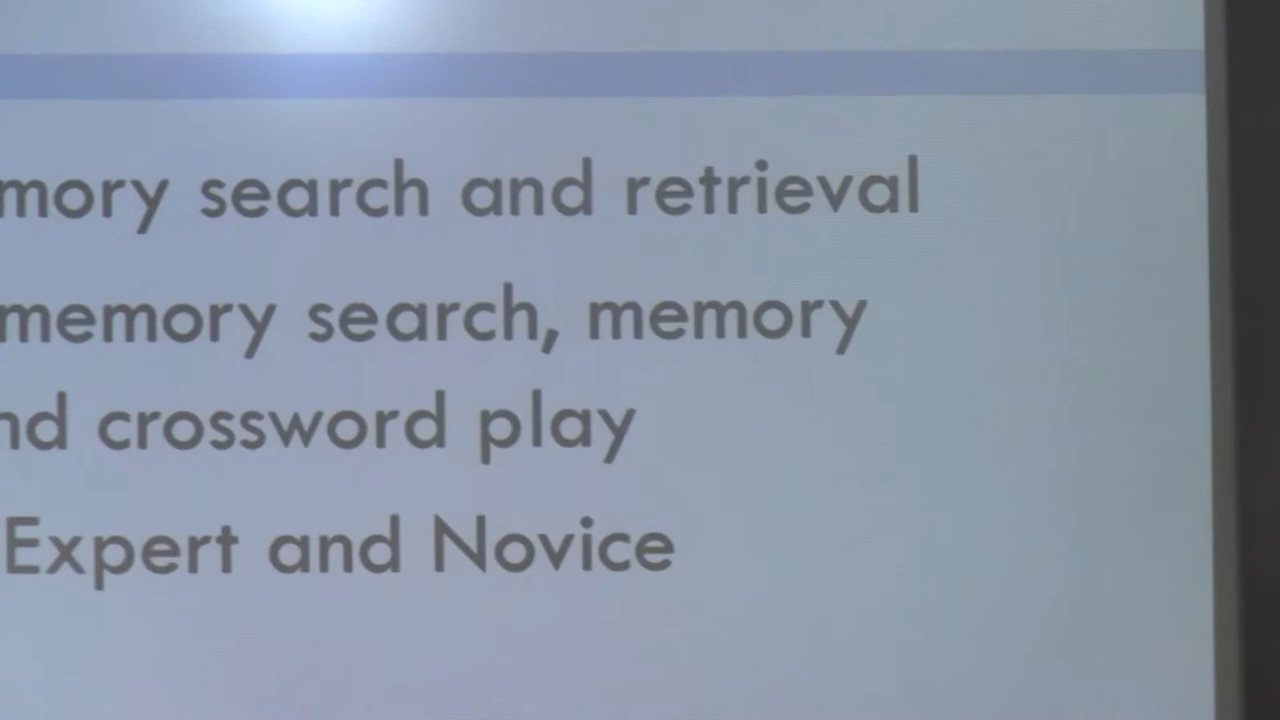 mory search and retrieval
memory search, memory
nd crossword play
Expert and Novice